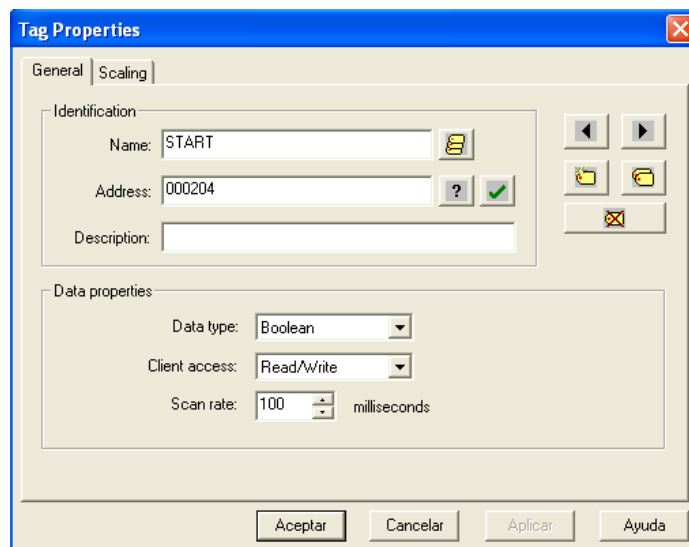 Tag Properties
General Scaling
Identification
Name: START
Address: 000204 ?
Description:
Data properties
Data type: Boolean
Client access: Read/Write
Scan rate: 100 milliseconds
Aceptar Cancelar Aplicar Ayuda